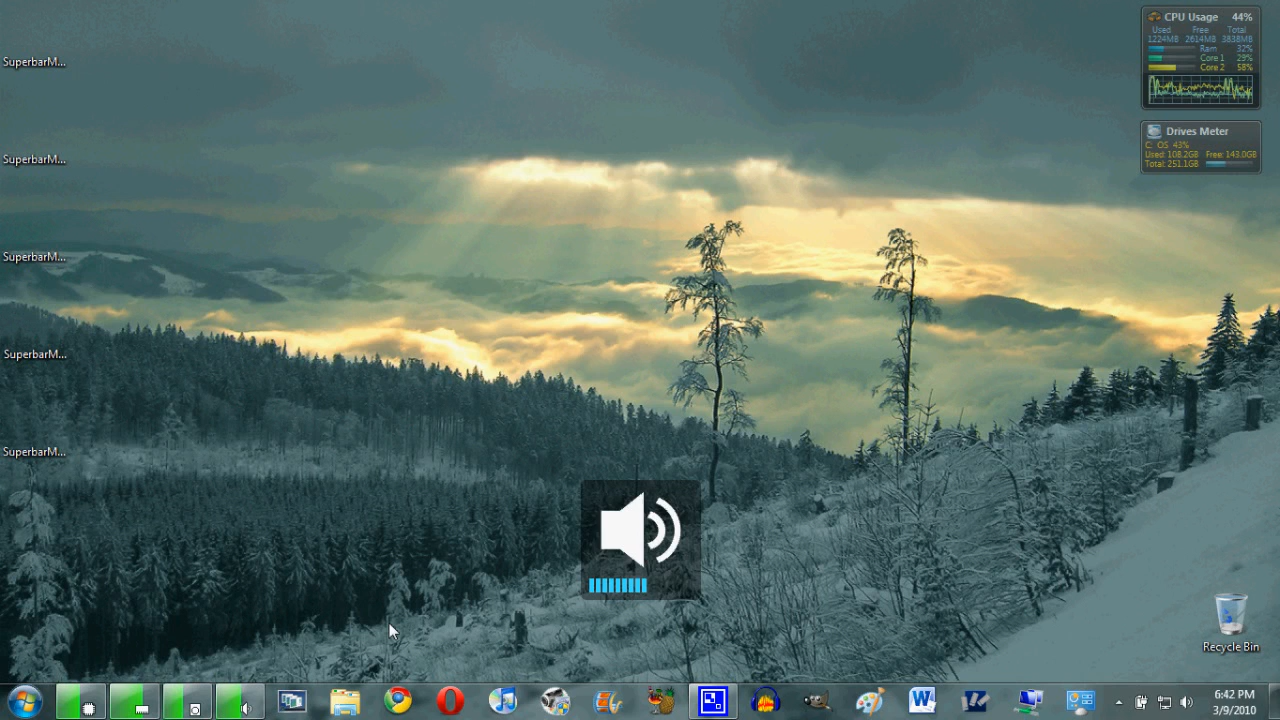 SuperbarM...
SuperbarM...
SuperbarM...
SuperbarM...
SuperbarM...
CPU Usage 44%
Used Free Total
1224MB 2614MB 3838MB
Ram 32%
Core 1 29%
Core 2 58%
Drives Meter
C: OS 43%
Used: 108.2GB Free: 143.0GB
Total: 251.1GB
Recycle Bin
6:42 PM
3/9/2010